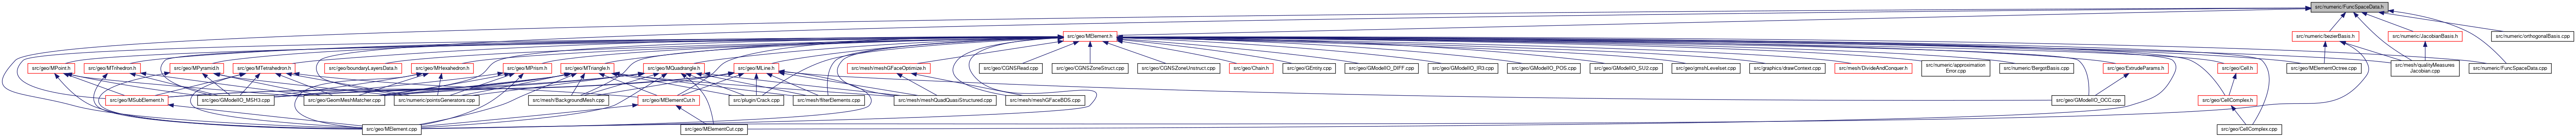 src/numeric/FuncSpaceData.h
src/geo/MElement.h
src/numeric/bezierBasis.h
src/numeric/JacobianBasis.h
src/numeric/orthogonalBasis.cpp
src/geo/MPoint.h
src/geo/MTrihedron.h
src/geo/MPyramid.h
src/geo/MTetrahedron.h
src/geo/boundaryLayersData.h
src/geo/MHexahedron.h
src/geo/MPrism.h
src/geo/MTriangle.h
src/geo/MQuadrangle.h
src/geo/MLine.h
src/mesh/meshGFaceOptimize.h
src/geo/CGNSRead.cpp
src/geo/CGNSZoneStruct.cpp
src/geo/CGNSZoneUnstruct.cpp
src/geo/Chain.h
src/geo/GEntity.cpp
src/geo/GModelIO_DIFF.cpp
src/geo/GModelIO_IR3.cpp
src/geo/GModelIO_POS.cpp
src/geo/GModelIO_SU2.cpp
src/geo/gmshLevelset.cpp
src/graphics/drawContext.cpp
src/mesh/DivideAndConquer.h
src/numeric/approximation
Error.cpp
src/numeric/BergotBasis.cpp
src/geo/ExtrudeParams.h
src/geo/Cell.h
src/geo/MElementOctree.cpp
src/mesh/qualityMeasures
Jacobian.cpp
src/numeric/FuncSpaceData.cpp
src/geo/MSubElement.h
src/geo/GModelIO_MSH3.cpp
src/geo/GeomMeshMatcher.cpp
src/numeric/pointsGenerators.cpp
src/mesh/BackgroundMesh.cpp
src/geo/MElementCut.h
src/plugin/Crack.cpp
src/mesh/filterElements.cpp
src/mesh/meshQuadQuasiStructured.cpp
src/mesh/meshGFaceBDS.cpp
src/geo/GModelIO_OCC.cpp
src/geo/CellComplex.h
src/geo/MElement.cpp
src/geo/MElementCut.cpp
src/geo/CellComplex.cpp